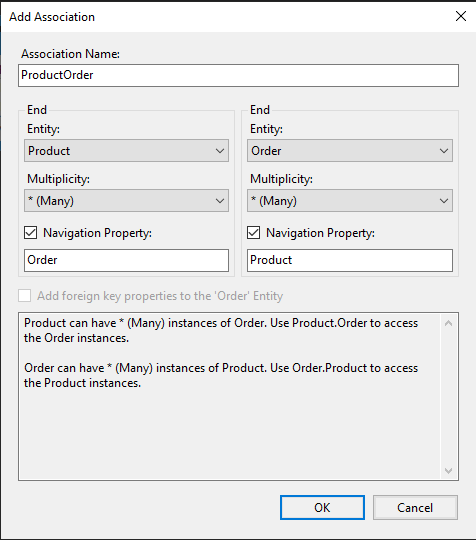 Add Association
Association Name:
ProductOrder
End
Entity:
Product
Multiplicity:
* (Many)
Navigation Property:
Order
End
Entity:
Order
Multiplicity:
* (Many)
Navigation Property:
Product
Add foreign key properties to the 'Order' Entity
Product can have * (Many) instances of Order. Use Product.Order to access
the Order instances.
Order can have * (Many) instances of Product. Use Order.Product to access
the Product instances.
OK
Cancel